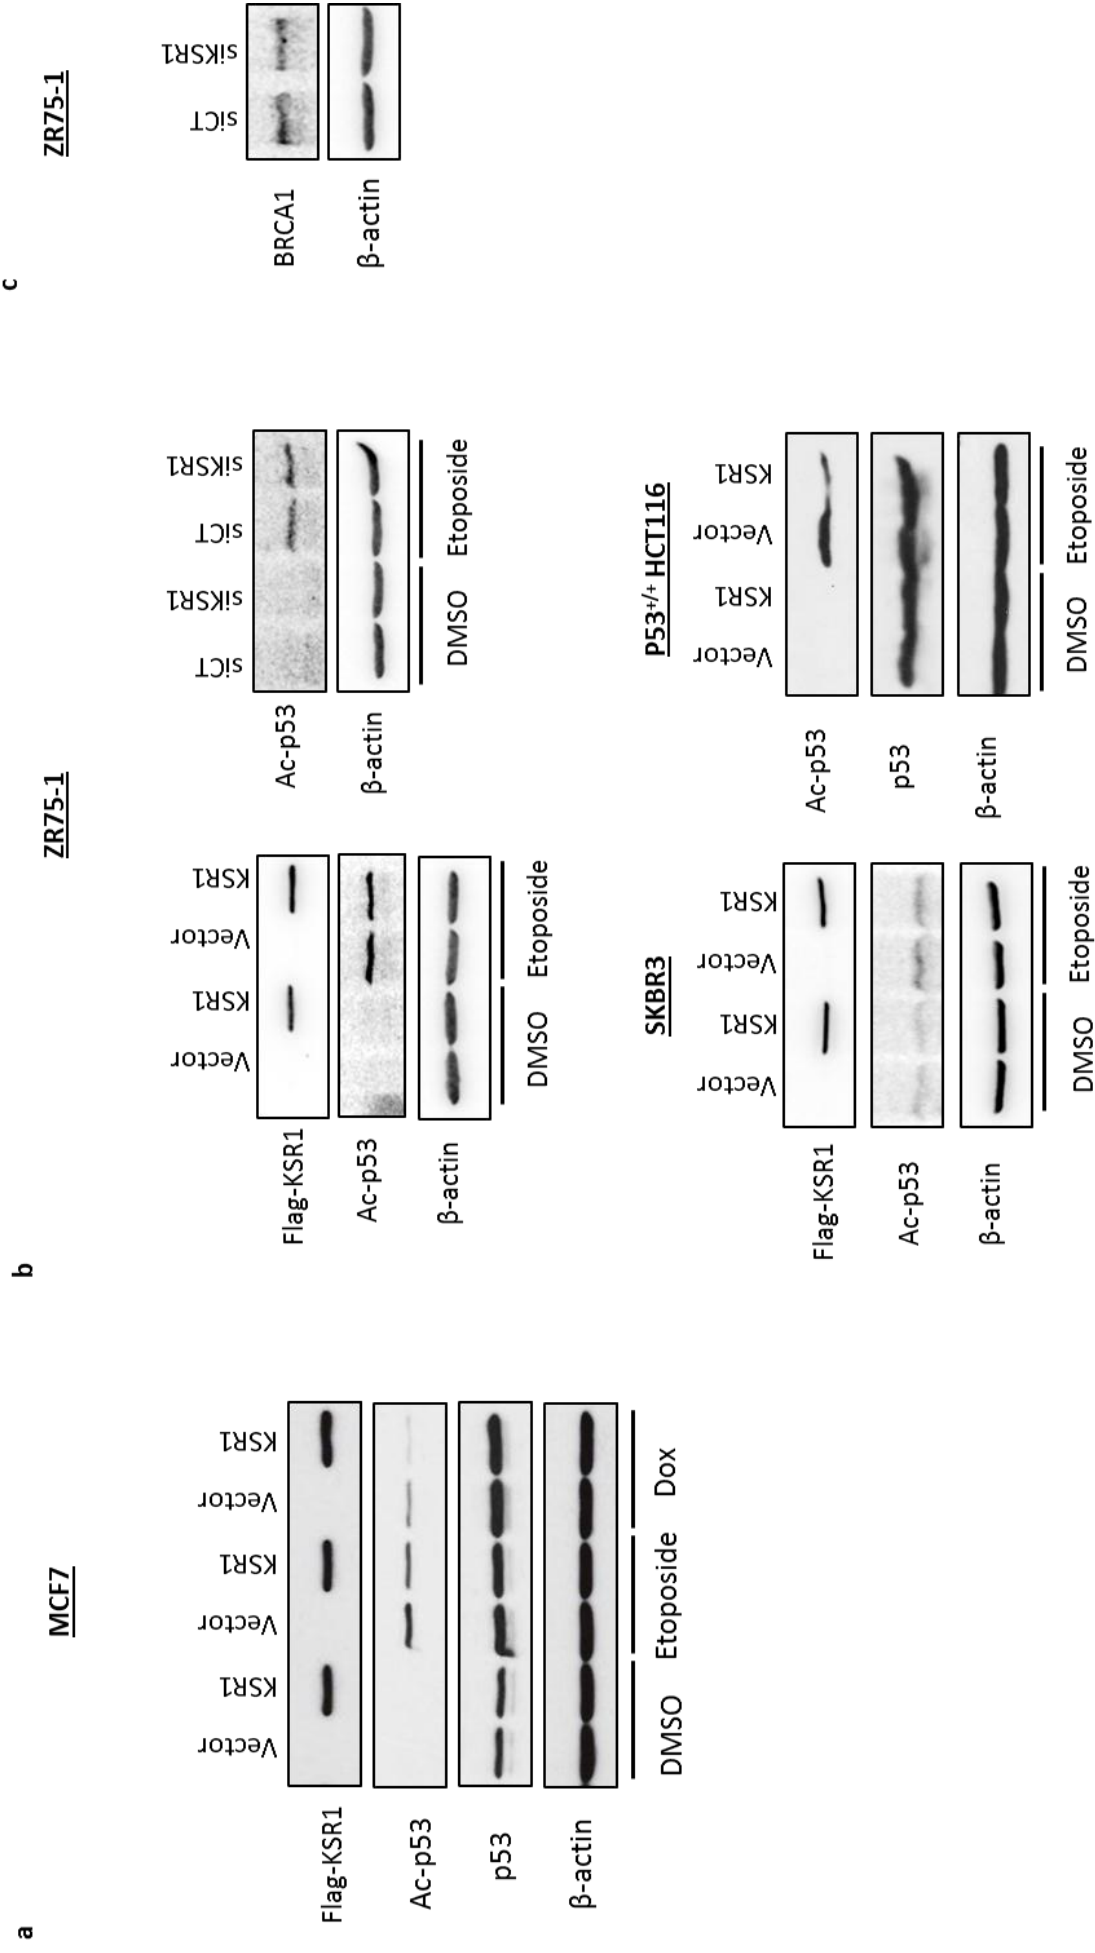 a
MCF7
Vector KSR1 Vector KSR1 Vector KSR1
Flag-KSR1
Ac-p53
p53
β-actin
DMSO Etoposide Dox
b
ZR75-1
Vector KSR1 Vector KSR1
Flag-KSR1
Ac-p53
β-actin
DMSO Etoposide
siCT siKSR1 siCT siKSR1
Ac-p53
β-actin
DMSO Etoposide
SKBR3
Vector KSR1 Vector KSR1
Flag-KSR1
Ac-p53
β-actin
DMSO Etoposide
P53+/+ HCT116
Vector KSR1 Vector KSR1
Ac-p53
p53
β-actin
DMSO Etoposide
c
ZR75-1
siCT siKSR1
BRCA1
β-actin